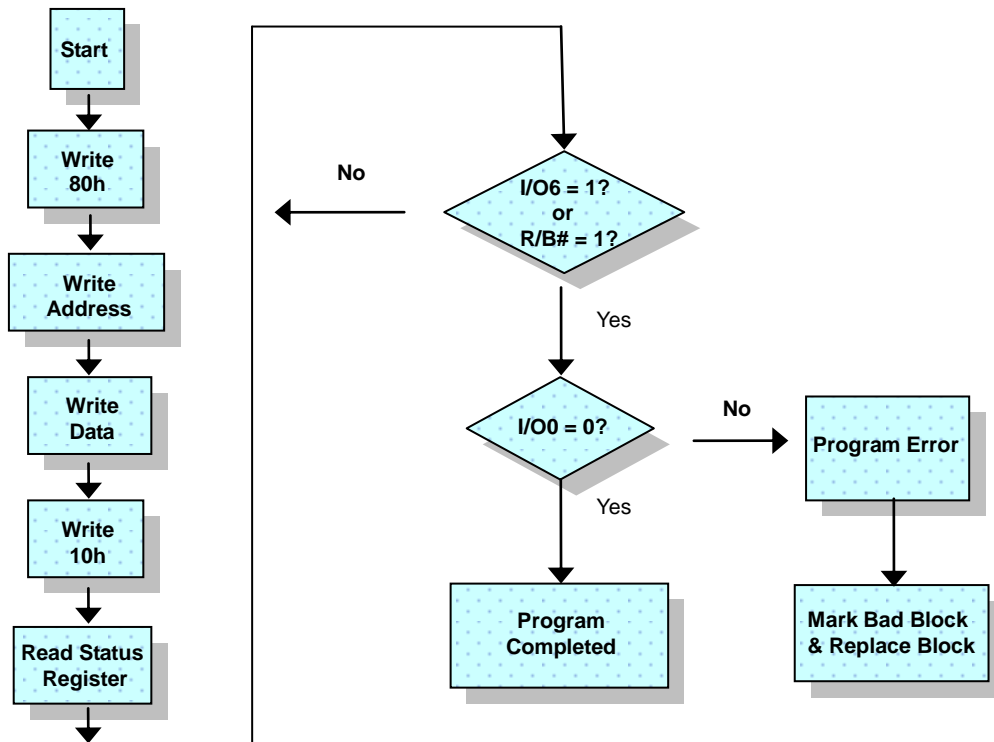 Start
Write
80h
Write
Address
Write
Data
Write
10h
Read Status
Register
I/O6 = 1?
or
R/B# = 1?
No
Yes
I/O0 = 0?
No
Yes
Program Error
Program
Completed
Mark Bad Block
& Replace Block